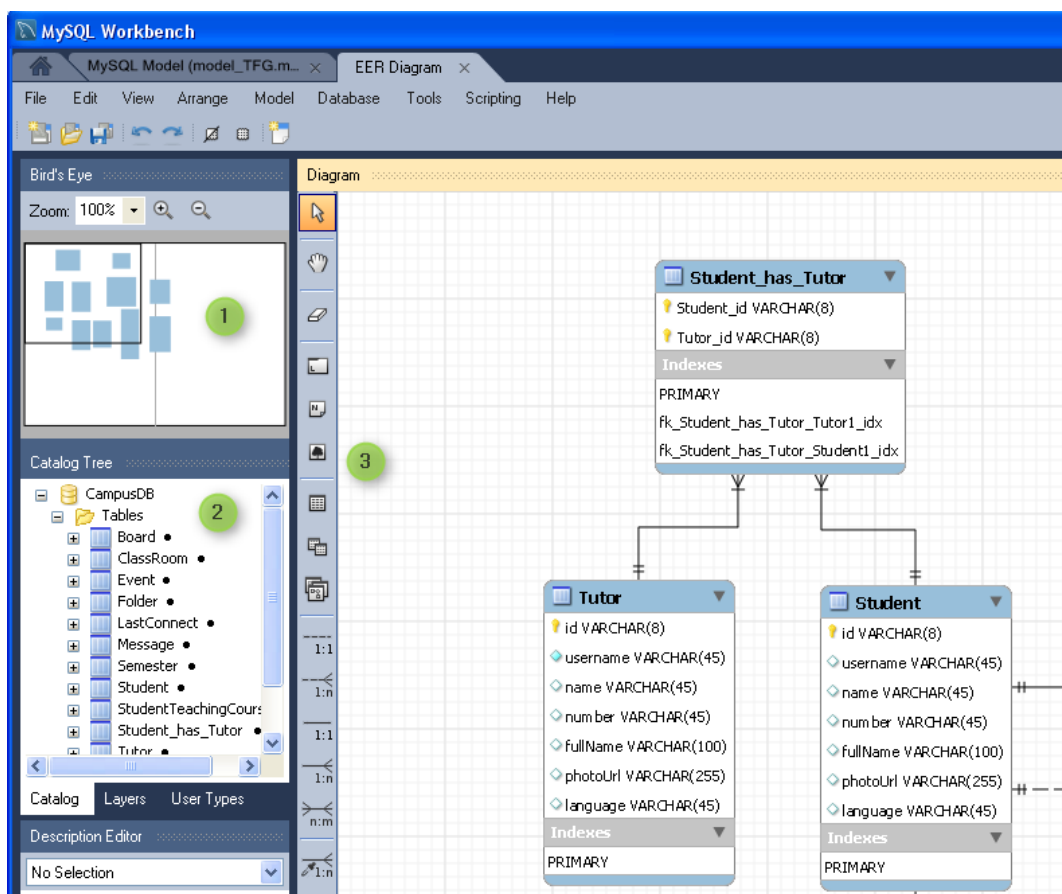 MySQL Workbench
MySQL Model (model_TFG.m...
EER Diagram
File Edit View Arrange Model Database Tools Scripting Help
Bird's Eye
Zoom: 100%
1
Catalog Tree
2
CampusDB
Tables
Board
ClassRoom
Event
Folder
LastConnect
Message
Semester
Student
StudentTeachingCours
Student_has_Tutor
Tutor
Catalog Layers User Types
Description Editor
No Selection
Diagram
3
N
1:1
1:n
1:1
1:n
n:m
1:n
Student_has_Tutor
Student_id VARCHAR(8)
Tutor_id VARCHAR(8)
Indexes
PRIMARY
fk_Student_has_Tutor_Tutor1_idx
fk_Student_has_Tutor_Student1_idx
Tutor
id VARCHAR(8)
username VARCHAR(45)
name VARCHAR(45)
number VARCHAR(45)
fullName VARCHAR(100)
photoUrl VARCHAR(255)
language VARCHAR(45)
Indexes
PRIMARY
Student
id VARCHAR(8)
username VARCHAR(45)
name VARCHAR(45)
number VARCHAR(45)
fullName VARCHAR(100)
photoUrl VARCHAR(255)
language VARCHAR(45)
Indexes
PRIMARY